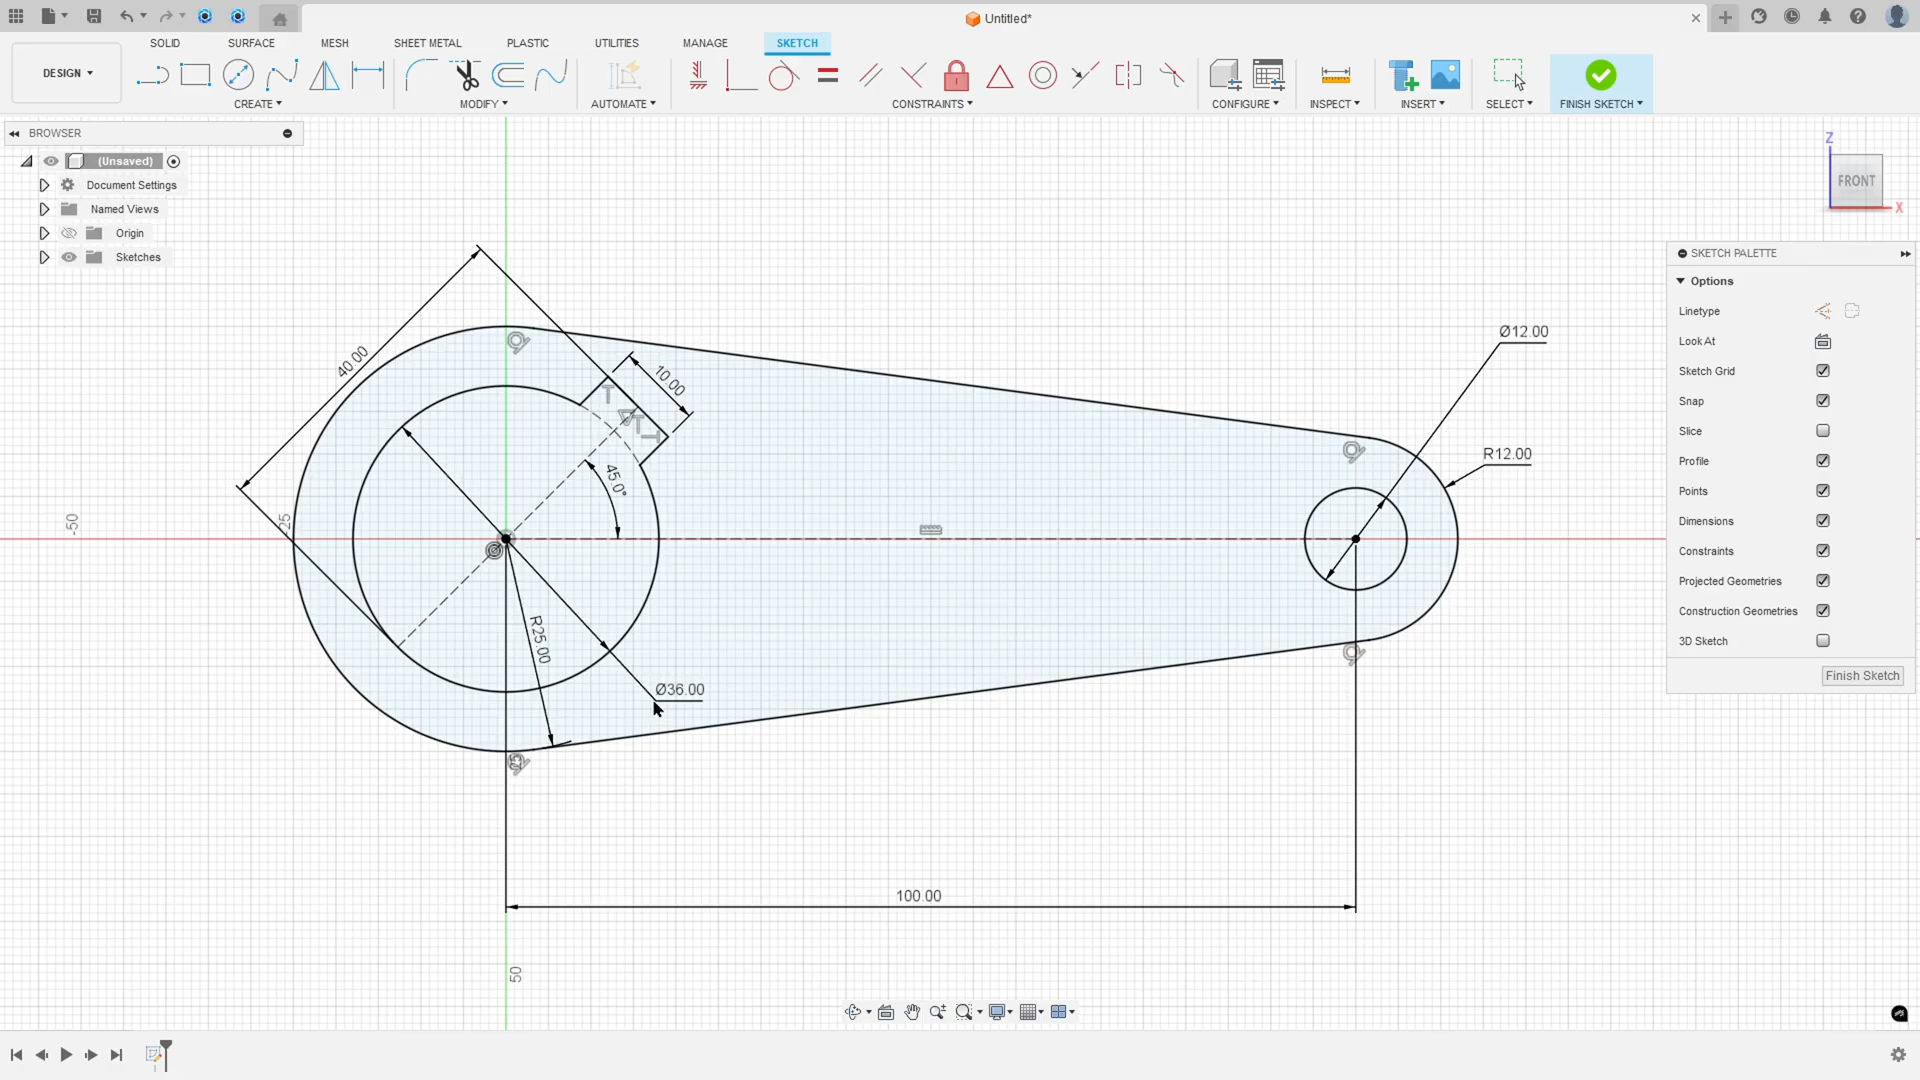 Untitled*
DESIGN
SOLID
SURFACE
MESH
SHEET METAL
PLASTIC
UTILITIES
MANAGE
SKETCH
CREATE
MODIFY
AUTOMATE
CONSTRAINTS
CONFIGURE
INSPECT
INSERT
SELECT
FINISH SKETCH
BROWSER
(Unsaved)
Document Settings
Named Views
Origin
Sketches
Z
FRONT
X
SKETCH PALETTE
Options
Linetype
Look At
Sketch Grid
Snap
Slice
Profile
Points
Dimensions
Constraints
Projected Geometries
Construction Geometries
3D Sketch
Finish Sketch
40.00
10.00
45.0°
Ø12.00
R12.00
-50
25
R25.00
Ø36.00
100.00
50